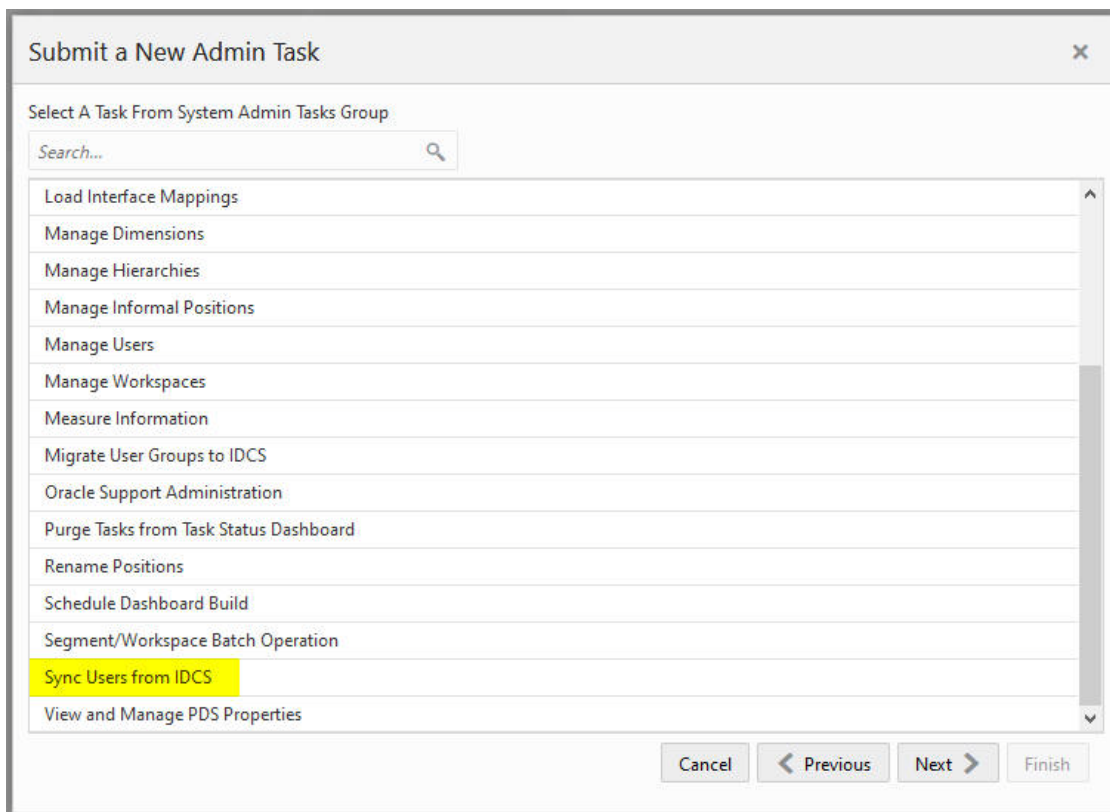 Submit a New Admin Task
Select A Task From System Admin Tasks Group
Search...
Load Interface Mappings
Manage Dimensions
Manage Hierarchies
Manage Informal Positions
Manage Users
Manage Workspaces
Measure Information
Migrate User Groups to IDCS
Oracle Support Administration
Purge Tasks from Task Status Dashboard
Rename Positions
Schedule Dashboard Build
Segment/Workspace Batch Operation
Sync Users from IDCS
View and Manage PDS Properties
Cancel Previous Next Finish